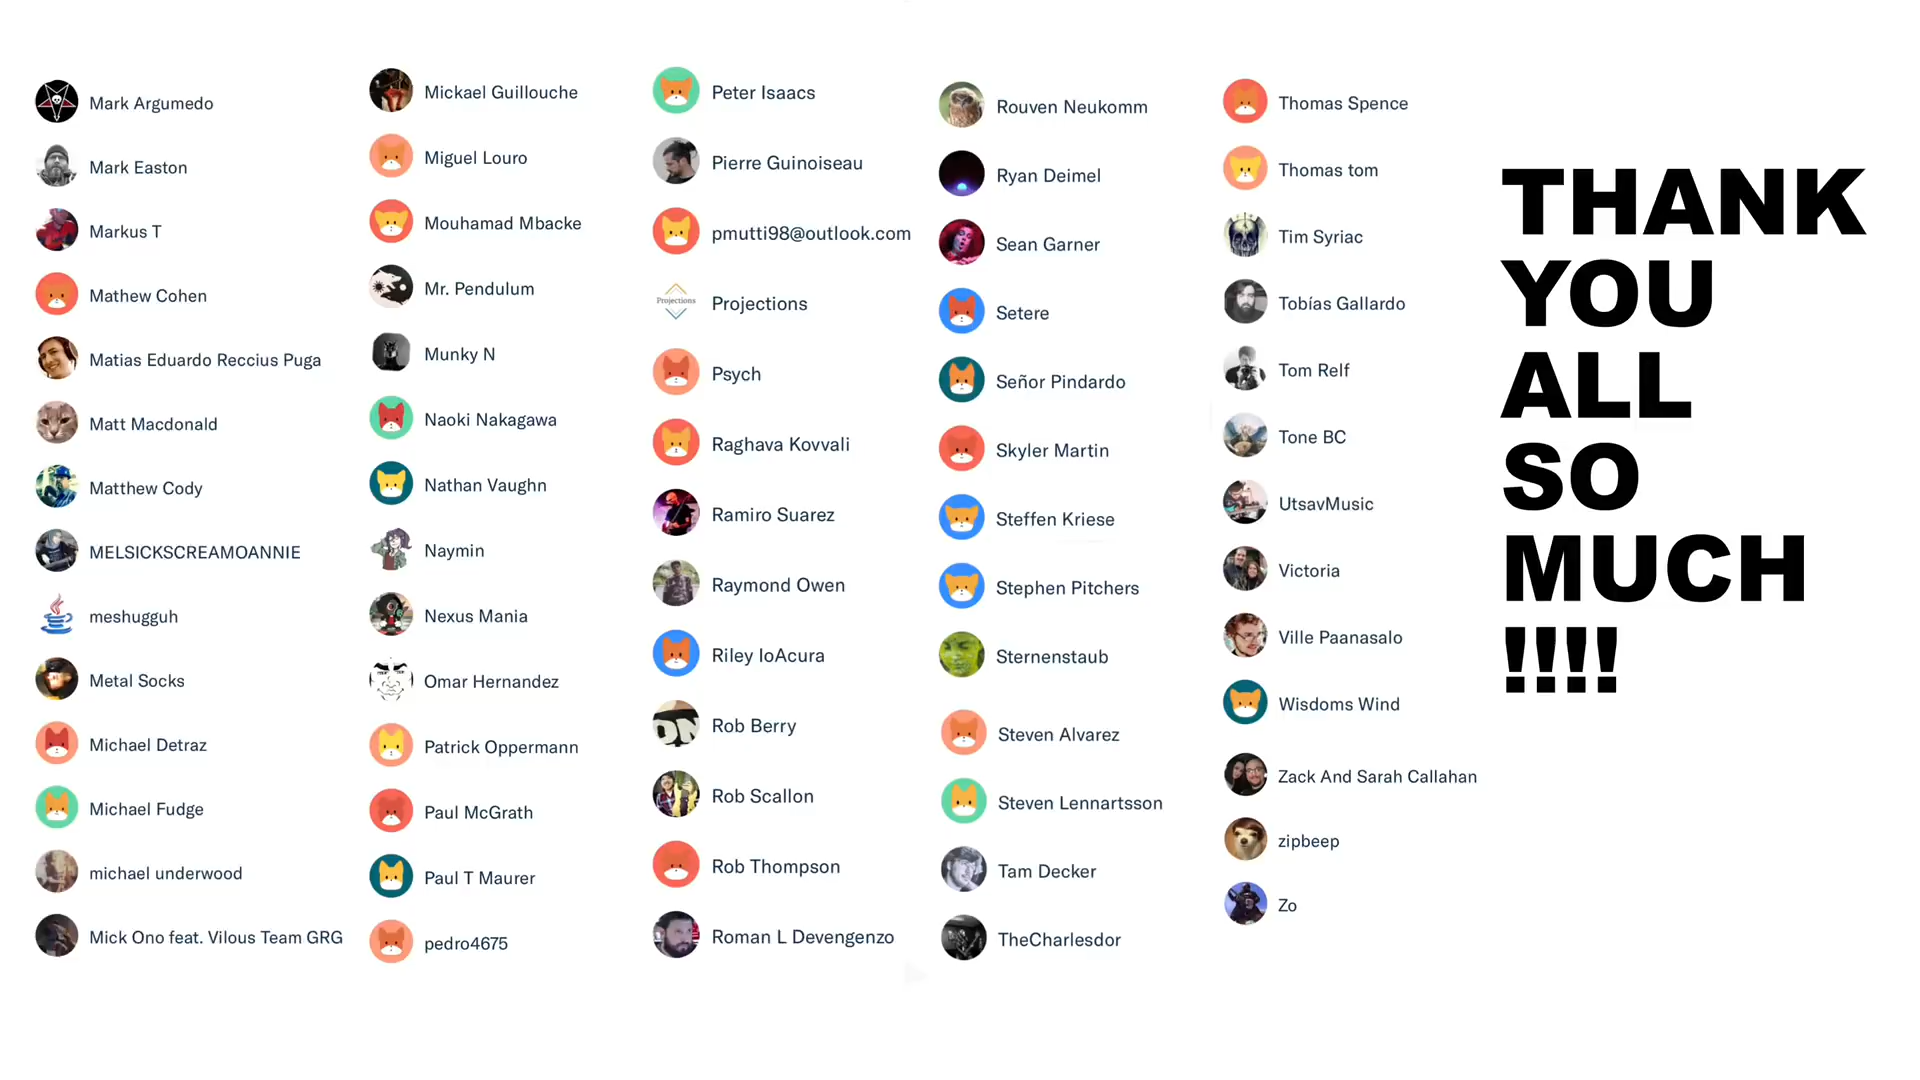 Mark Argumedo
Mark Easton
Markus T
Mathew Cohen
Matias Eduardo Reccius Puga
Matt Macdonald
Matthew Cody
MELSICKSCREAMOANNIE
meshugguh
Metal Socks
Michael Detraz
Michael Fudge
michael underwood
Mick Ono feat. Vilous Team GRG
Mickael Guillouche
Miguel Louro
Mouhamad Mbacke
Mr. Pendulum
Munky N
Naoki Nakagawa
Nathan Vaughn
Naymin
Nexus Mania
Omar Hernandez
Patrick Oppermann
Paul McGrath
Paul T Maurer
pedro4675
Peter Isaacs
Pierre Guinoiseau
pmutti98@outlook.com
Projections
Projections
Psych
Raghava Kovvali
Ramiro Suarez
Raymond Owen
Riley IoAcura
Rob Berry
Rob Scallon
Rob Thompson
Roman L Devengenzo
Rouven Neukomm
Ryan Deimel
Sean Garner
Setere
Señor Pindardo
Skyler Martin
Steffen Kriese
Stephen Pitchers
Sternenstaub
Steven Alvarez
Steven Lennartsson
Tam Decker
TheCharlesdor
Thomas Spence
Thomas tom
Tim Syriac
Tobías Gallardo
Tom Relf
Tone BC
UtsavMusic
Victoria
Ville Paanasalo
Wisdoms Wind
Zack And Sarah Callahan
zipbeep
Zo
THANK
YOU
ALL
SO
MUCH
!!!!